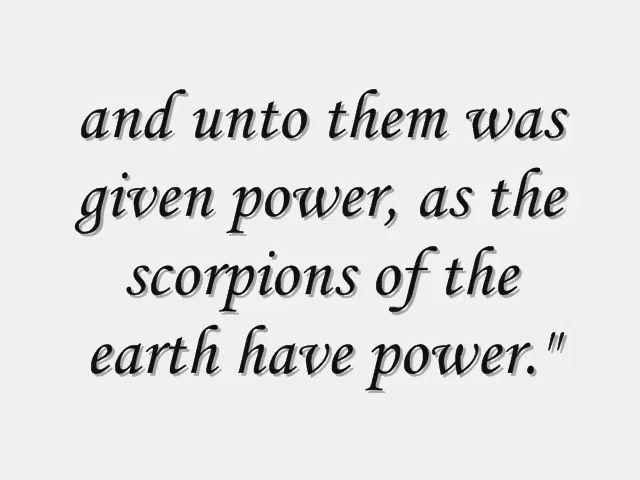 and unto them was
given power, as the
scorpions of the
earth have power."